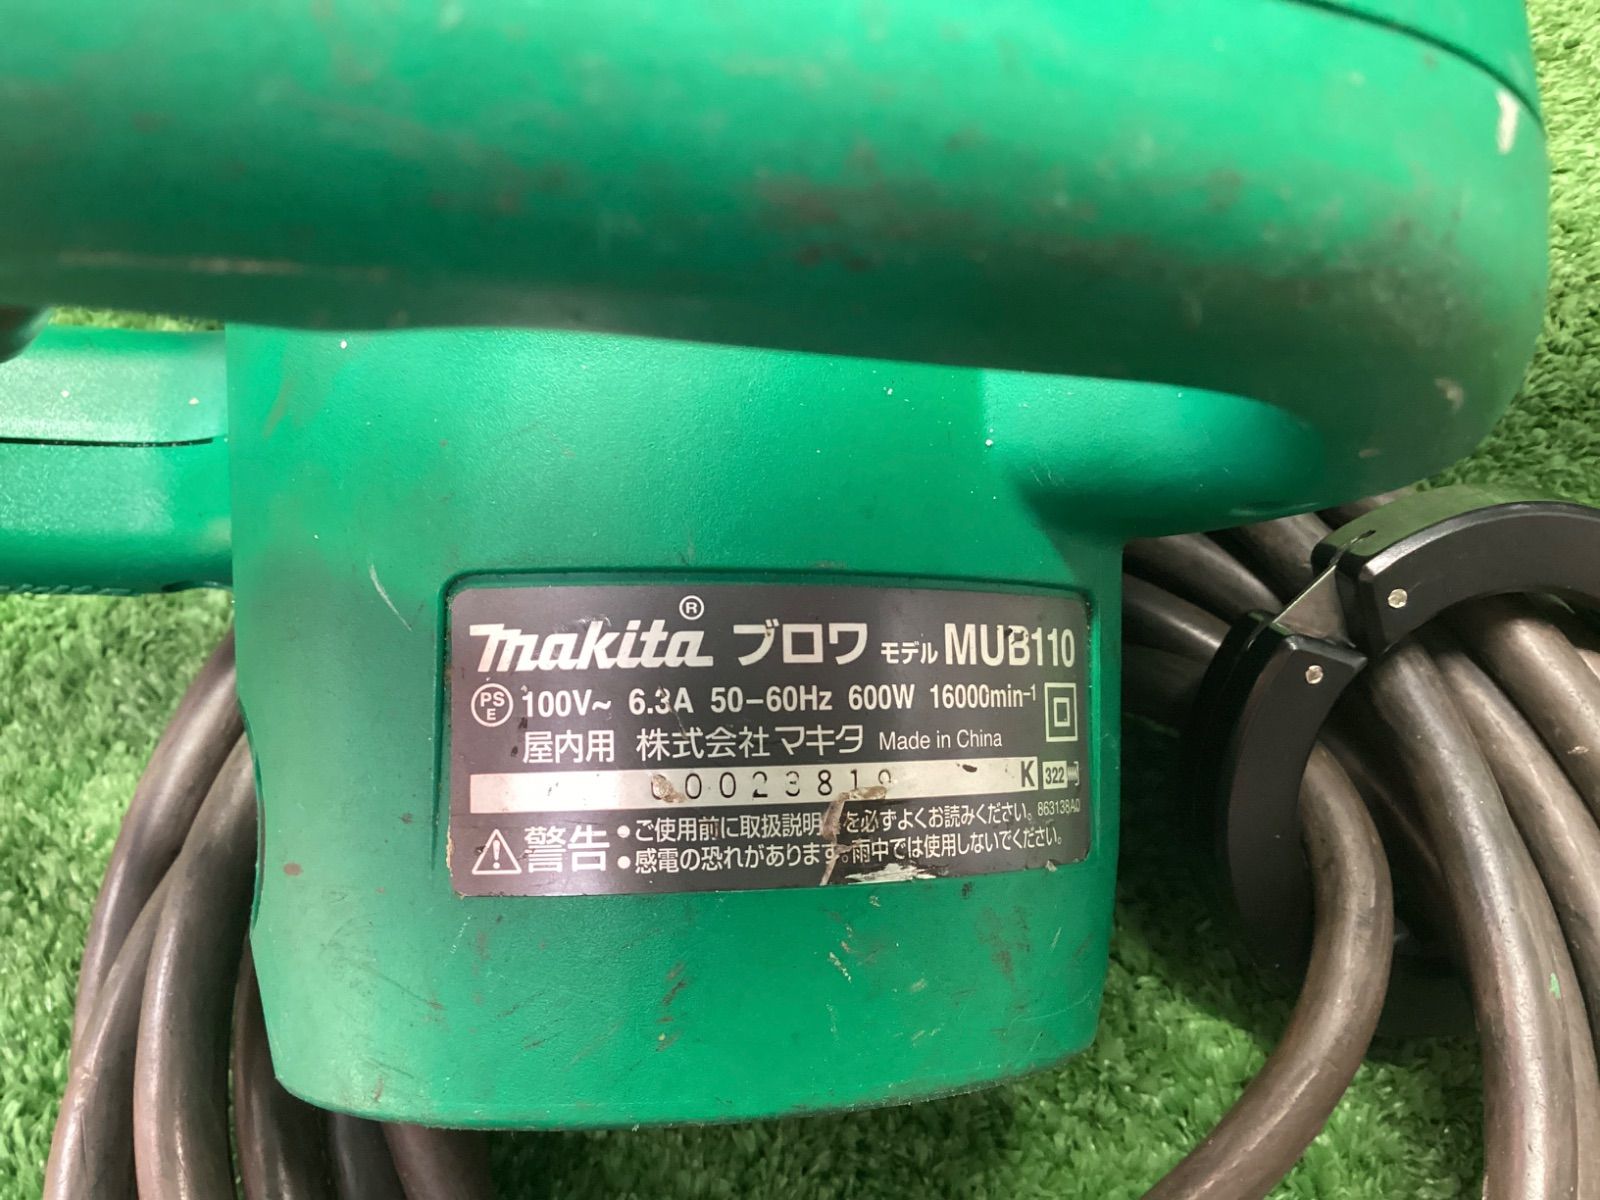 makita® ブロワ モデル MUB110
PSE 100V~ 6.3A 50-60Hz 600W 16000min⁻¹
屋内用 株式会社マキタ Made in China
K 322
警告
•ご使用前に取扱説明 を必ずよくお読みください。 863138A0
•感電の恐れがあります。雨中では使用しないでください。